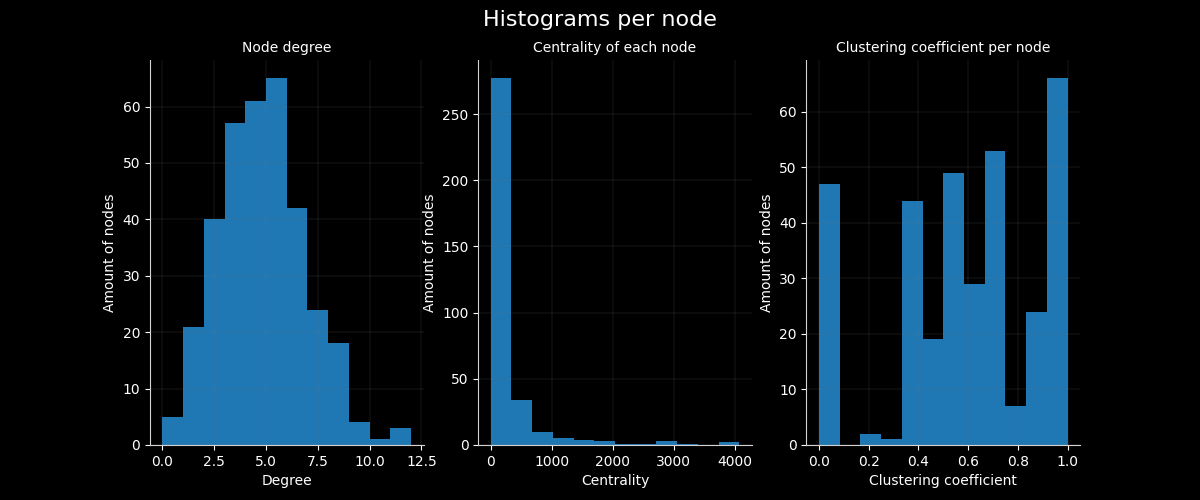 Histograms per node
Node degree
Amount of nodes
60
50
40
30
20
10
0
0.0 2.5 5.0 7.5 10.0 12.5
Degree
Centrality of each node
Amount of nodes
250
200
150
100
50
0
0 1000 2000 3000 4000
Centrality
Clustering coefficient per node
Amount of nodes
60
50
40
30
20
10
0
0.0 0.2 0.4 0.6 0.8 1.0
Clustering coefficient